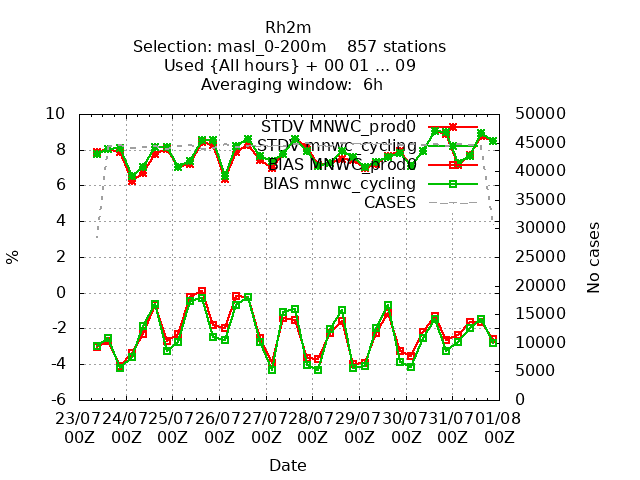 Rh2m
Selection: masl_0-200m 857 stations
Used {All hours} + 00 01 ... 09
Averaging window: 6h
10
8
6
4
2
0
-2
-4
-6
%
50000
45000
40000
35000
30000
25000
20000
15000
10000
5000
0
No cases
STDV MNWC_prod0
STDV mnwc_cycling
BIAS MNWC_prod0
BIAS mnwc_cycling
CASES
23/07 24/07 25/07 26/07 27/07 28/07 29/07 30/07 31/07 01/08
00Z 00Z 00Z 00Z 00Z 00Z 00Z 00Z 00Z 00Z
Date